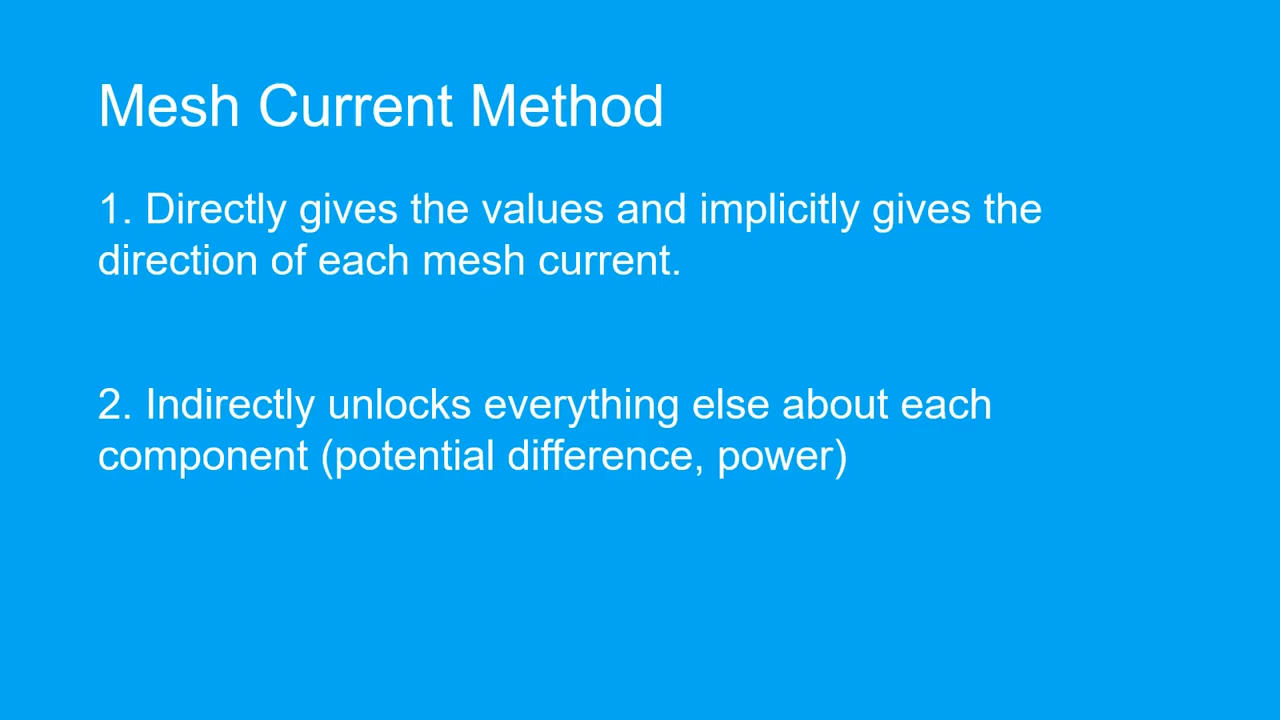 Mesh Current Method
1. Directly gives the values and implicitly gives the
direction of each mesh current.
2. Indirectly unlocks everything else about each
component (potential difference, power)